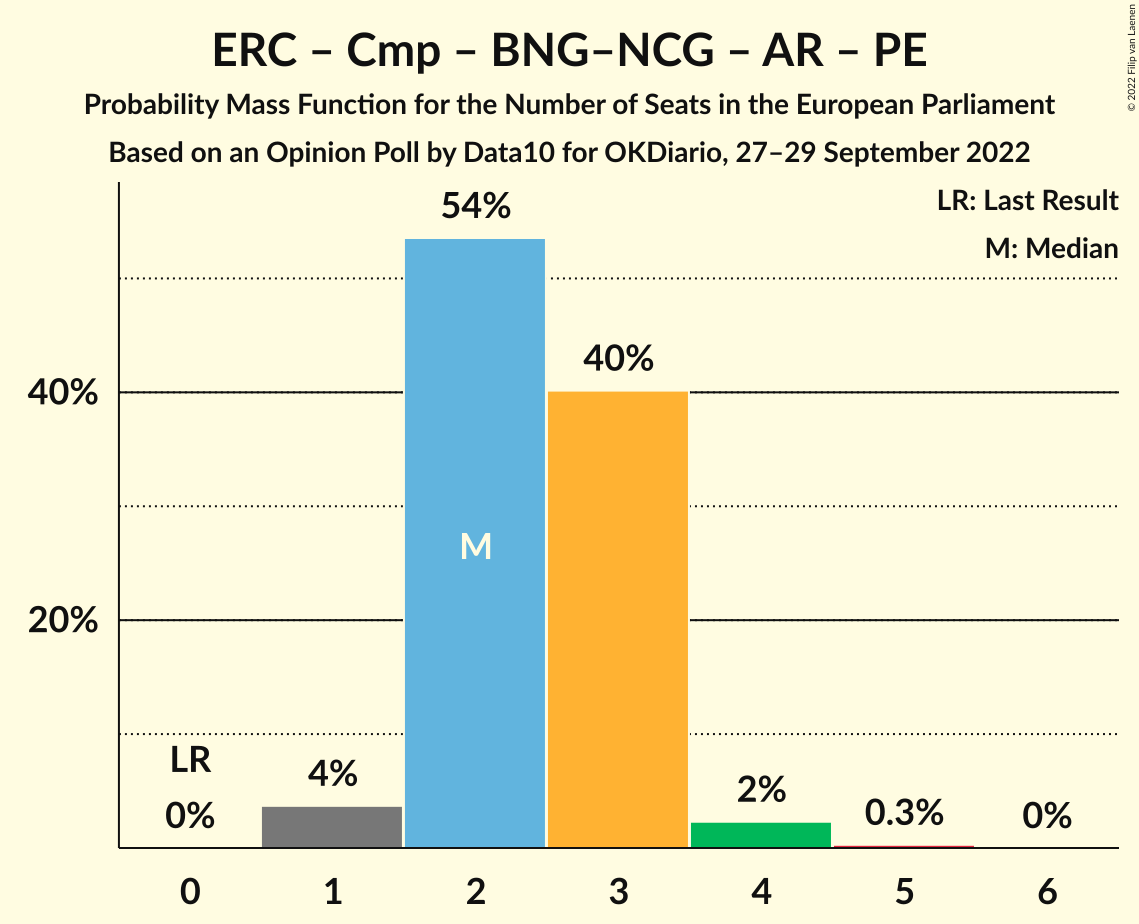 ERC – Cmp – BNG–NCG – AR – PE
Probability Mass Function for the Number of Seats in the European Parliament
Based on an Opinion Poll by Data10 for OKDiario, 27–29 September 2022
© 2022 Filip van Laenen
LR: Last Result
M: Median
54%
40%
40%
M
20%
LR
0%
4%
2%
0.3%
0%
0 1 2 3 4 5 6